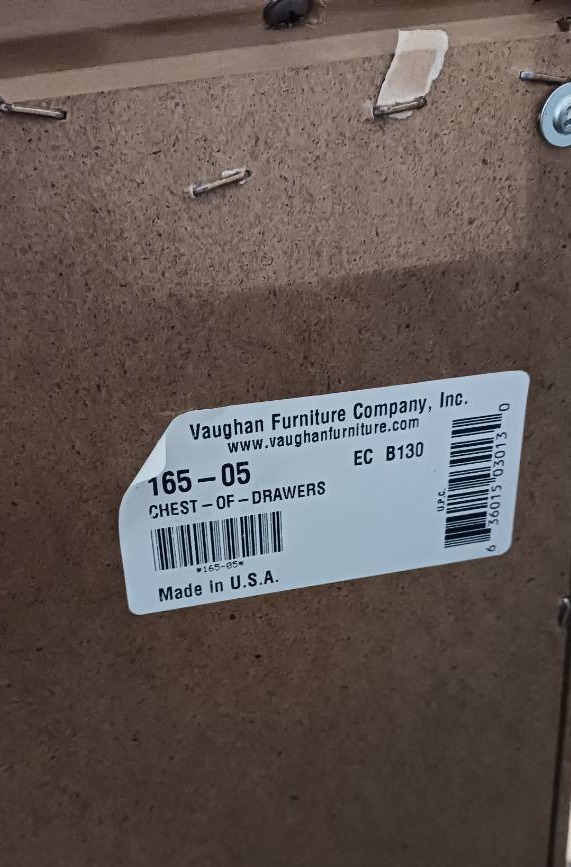 Vaughan Furniture Company, Inc.
www.vaughanfurniture.com
165-05
EC B130
CHEST-OF-DRAWERS
*165-05*
Made in U.S.A.
U.P.C.
6 36015 03013 0